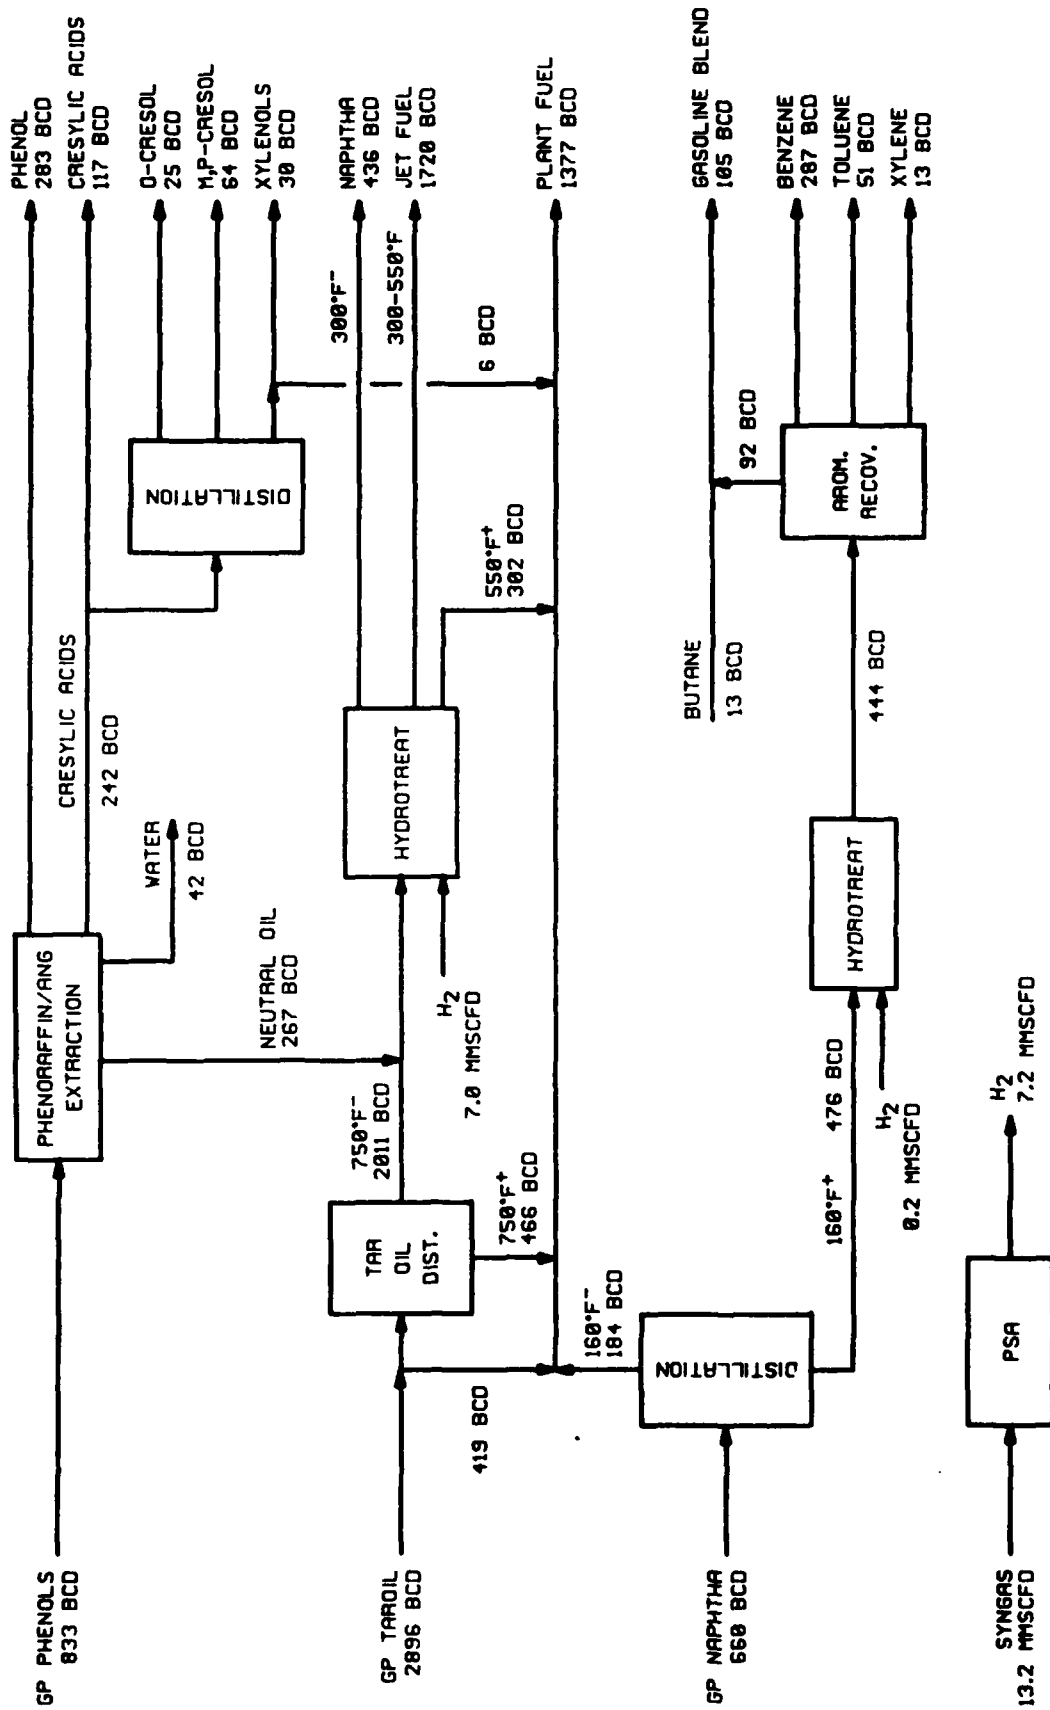 GP PHENOLS
833 BCD
PHENORAFFIN/ANG
EXTRACTION
PHENOL
283 BCD
CRESYLIC ACIDS
117 BCD
CRESYLIC ACIDS
242 BCD
WATER
42 BCD
NEUTRAL OIL
267 BCD
DISTILLATION
O-CRESOL
25 BCD
M,P-CRESOL
64 BCD
XYLENOLS
30 BCD
6 BCD
GP TAROIL
2896 BCD
419 BCD
TAR
OIL
DIST.
750°F-
2011 BCD
750°F+
466 BCD
H2
7.0 MMSCFD
HYDROTREAT
300°F-
NAPHTHA
436 BCD
300-550°F
JET FUEL
1720 BCD
550°F+
302 BCD
PLANT FUEL
1377 BCD
GP NAPHTHA
660 BCD
DISTILLATION
160°F-
184 BCD
160°F+
476 BCD
H2
0.2 MMSCFD
HYDROTREAT
444 BCD
BUTANE
13 BCD
AROM.
RECOV.
92 BCD
GASOLINE BLEND
105 BCD
BENZENE
287 BCD
TOLUENE
51 BCD
XYLENE
13 BCD
SYNGAS
13.2 MMSCFD
PSA
H2
7.2 MMSCFD